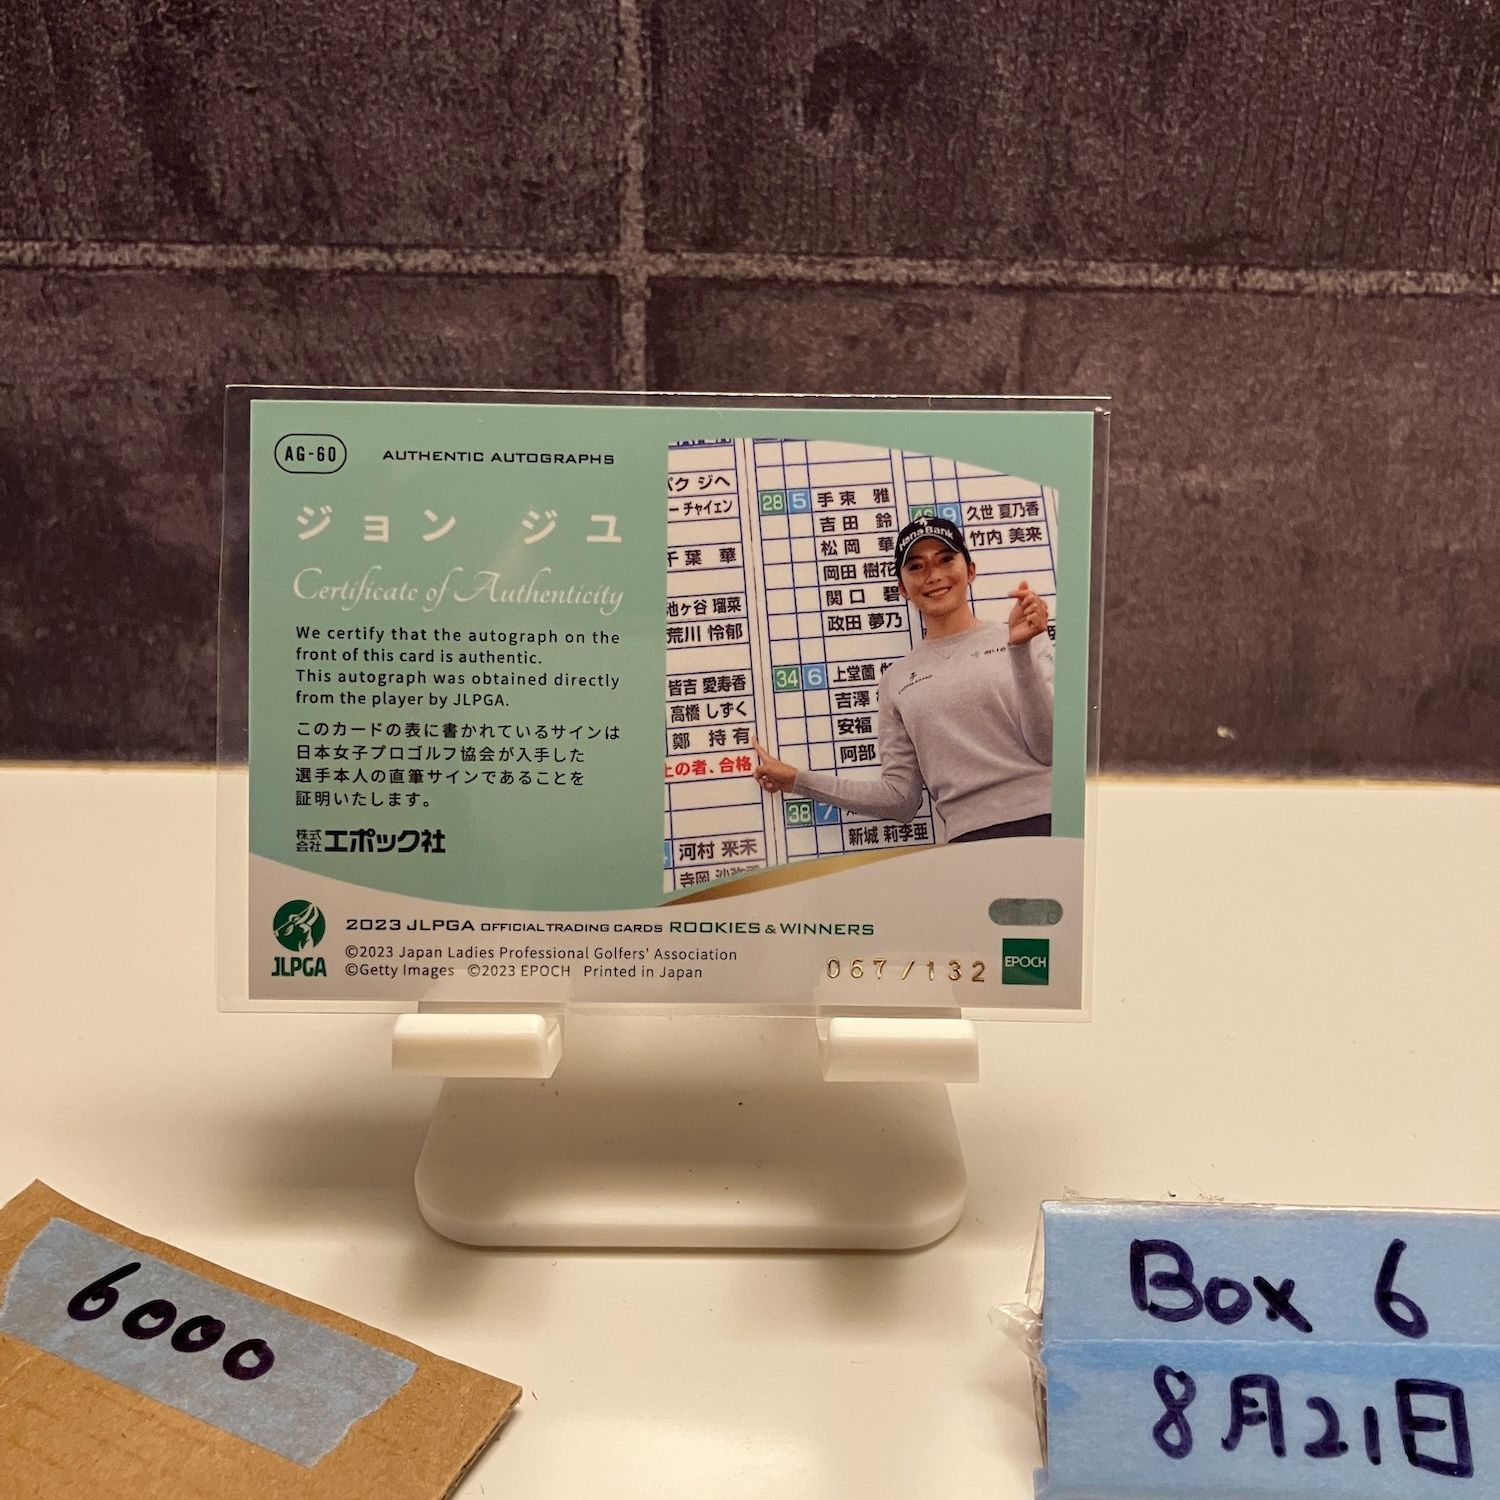 AG-60
AUTHENTIC AUTOGRAPHS
ジョン ジユ
Certificate of Authenticity
We certify that the autograph on the
front of this card is authentic.
This autograph was obtained directly
from the player by JLPGA.
このカードの表に書かれているサインは
日本女子プロゴルフ協会が入手した
選手本人の直筆サインであることを
証明いたします。
株式会社エポック社
パク ジヘ
ーチャイエン
千葉 華
池ヶ谷 瑠菜
荒川 怜郁
皆吉 愛寿香
高橋 しずく
鄭 持有
上の者、合格
河村 来未
寺岡 沙弥香
28 5 手束 雅
吉田 鈴
松岡 華
岡田 樹花
関口 碧
政田 夢乃
34 6 上堂薗
吉澤
安福
阿部
38 7
新城 莉李亜
9 久世 夏乃香
竹内 美来
HanaBank
JLPGA
2023 JLPGA OFFICIAL TRADING CARDS ROOKIES & WINNERS
©2023 Japan Ladies Professional Golfers' Association
©Getty Images ©2023 EPOCH Printed in Japan
067/132
EPOCH
6000
Box 6
8月21日